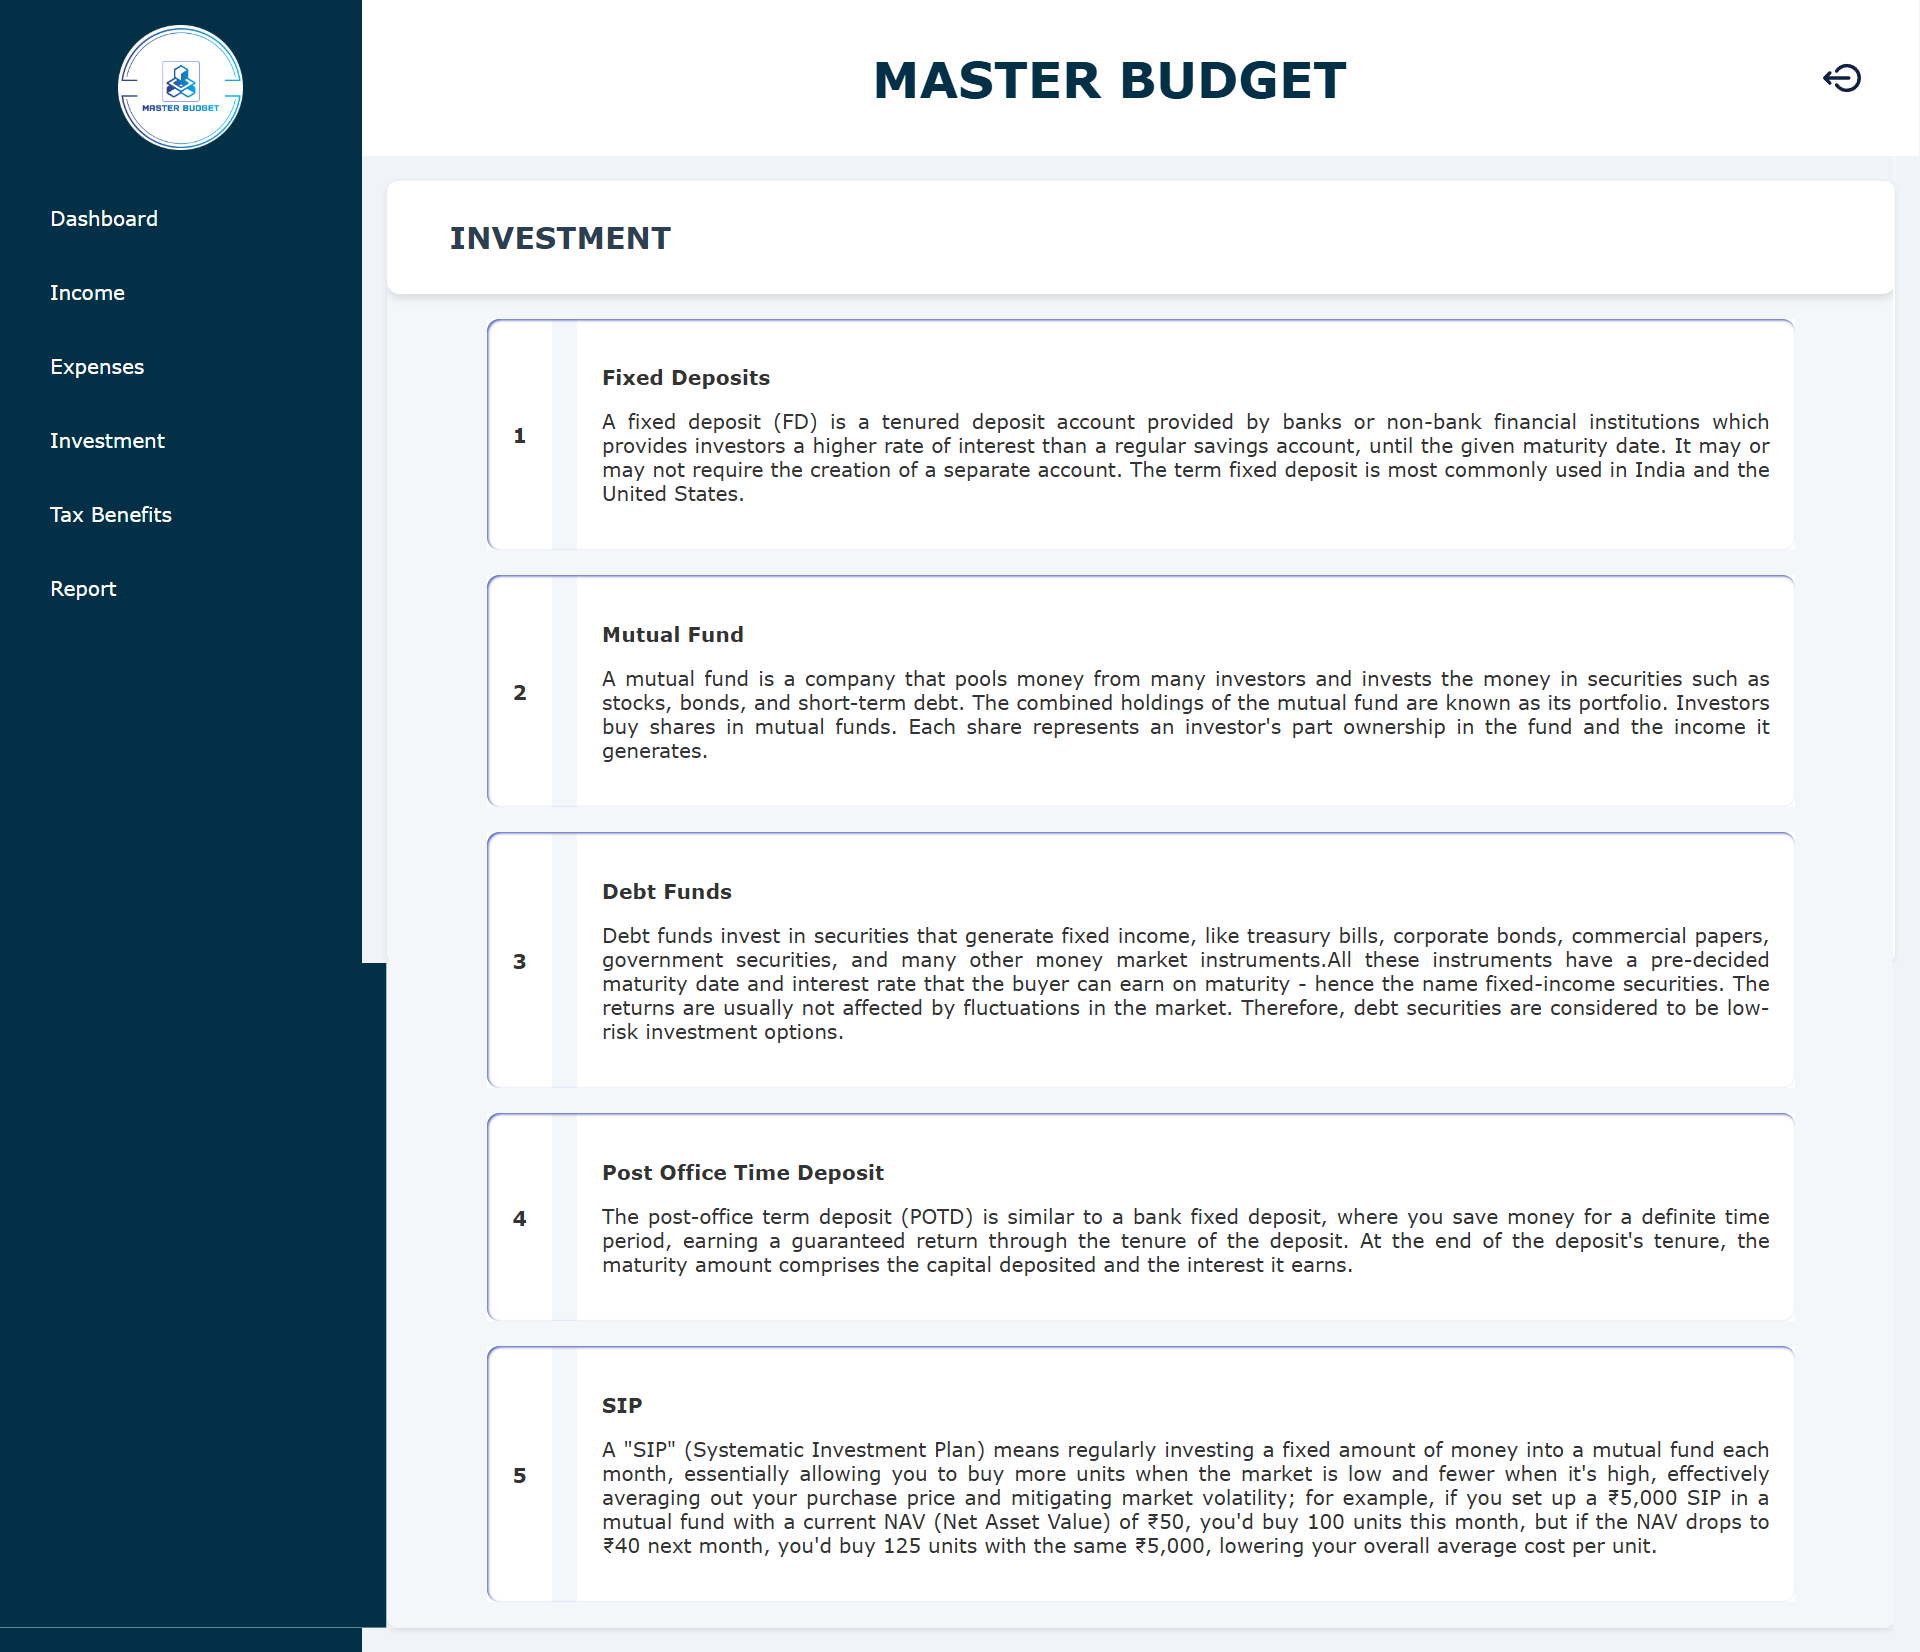 MASTER BUDGET
MASTER BUDGET
Dashboard
Income
Expenses
Investment
Tax Benefits
Report
INVESTMENT
1
Fixed Deposits
A fixed deposit (FD) is a tenured deposit account provided by banks or non-bank financial institutions which
provides investors a higher rate of interest than a regular savings account, until the given maturity date. It may or
may not require the creation of a separate account. The term fixed deposit is most commonly used in India and the
United States.
2
Mutual Fund
A mutual fund is a company that pools money from many investors and invests the money in securities such as
stocks, bonds, and short-term debt. The combined holdings of the mutual fund are known as its portfolio. Investors
buy shares in mutual funds. Each share represents an investor's part ownership in the fund and the income it
generates.
3
Debt Funds
Debt funds invest in securities that generate fixed income, like treasury bills, corporate bonds, commercial papers,
government securities, and many other money market instruments.All these instruments have a pre-decided
maturity date and interest rate that the buyer can earn on maturity - hence the name fixed-income securities. The
returns are usually not affected by fluctuations in the market. Therefore, debt securities are considered to be low-
risk investment options.
4
Post Office Time Deposit
The post-office term deposit (POTD) is similar to a bank fixed deposit, where you save money for a definite time
period, earning a guaranteed return through the tenure of the deposit. At the end of the deposit's tenure, the
maturity amount comprises the capital deposited and the interest it earns.
5
SIP
A "SIP" (Systematic Investment Plan) means regularly investing a fixed amount of money into a mutual fund each
month, essentially allowing you to buy more units when the market is low and fewer when it's high, effectively
averaging out your purchase price and mitigating market volatility; for example, if you set up a ₹5,000 SIP in a
mutual fund with a current NAV (Net Asset Value) of ₹50, you'd buy 100 units this month, but if the NAV drops to
₹40 next month, you'd buy 125 units with the same ₹5,000, lowering your overall average cost per unit.